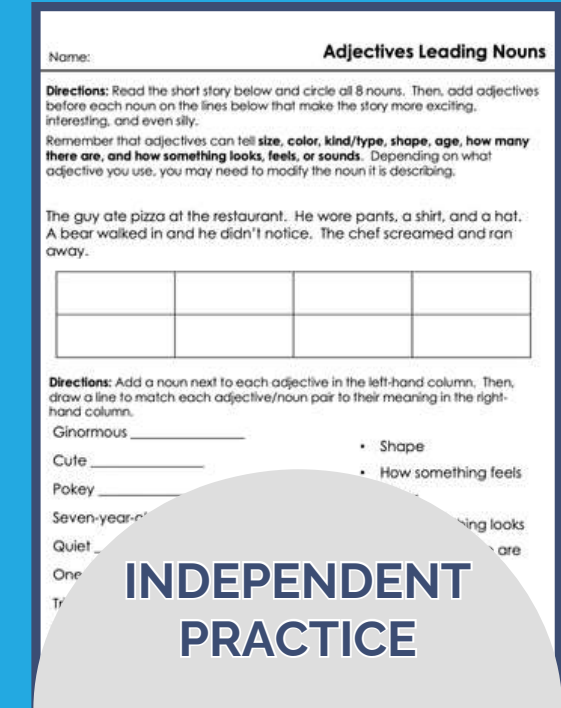 Name:
Adjectives Leading Nouns
Directions: Read the short story below and circle all 8 nouns. Then, add adjectives
before each noun on the lines below that make the story more exciting,
interesting, and even silly.
Remember that adjectives can tell size, color, kind/type, shape, age, how many
there are, and how something looks, feels, or sounds. Depending on what
adjective you use, you may need to modify the noun it is describing.
The guy ate pizza at the restaurant. He wore pants, a shirt, and a hat.
A bear walked in and he didn't notice. The chef screamed and ran
away.
Directions: Add a noun next to each adjective in the left-hand column. Then,
draw a line to match each adjective/noun pair to their meaning in the right-
hand column.
Ginormous
• Shape
Cute
• How something feels
Pokey
Seven-year-
looks
Quiet
are
One
INDEPENDENT
PRACTICE